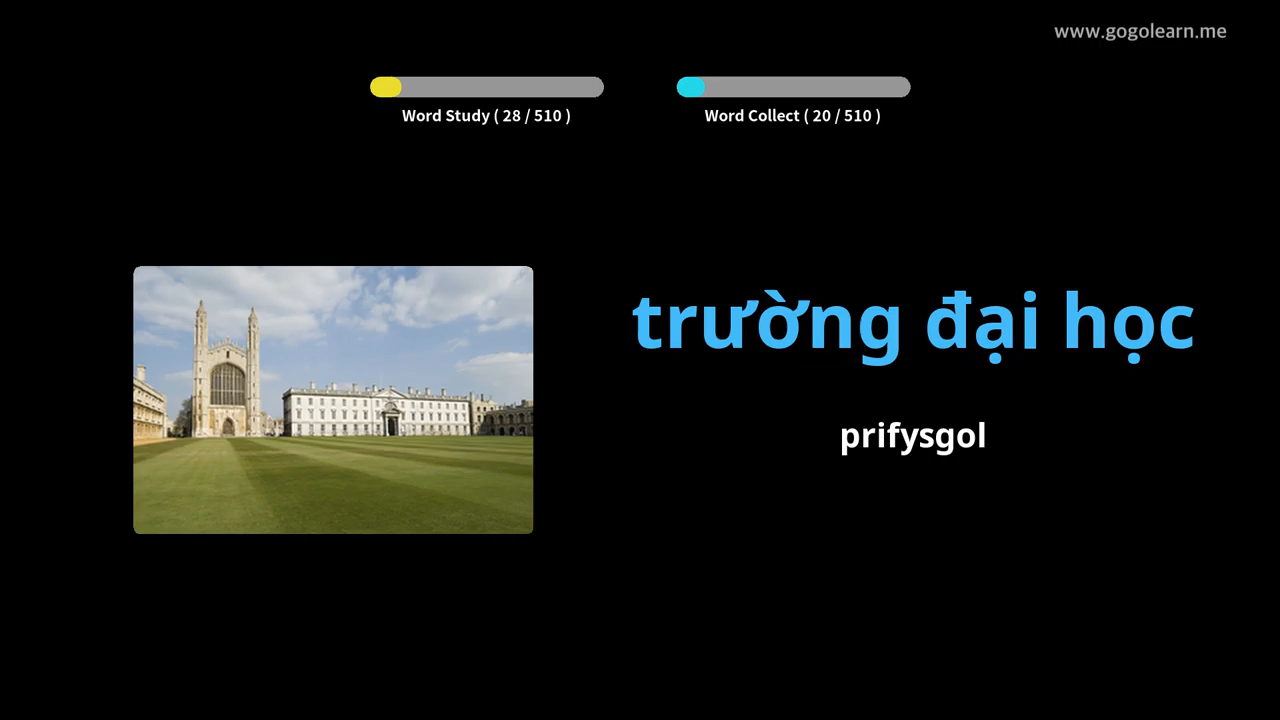 www.gogolearn.me
Word Study ( 28 / 510 )
Word Collect ( 20 / 510 )
trường đại học
prifysgol